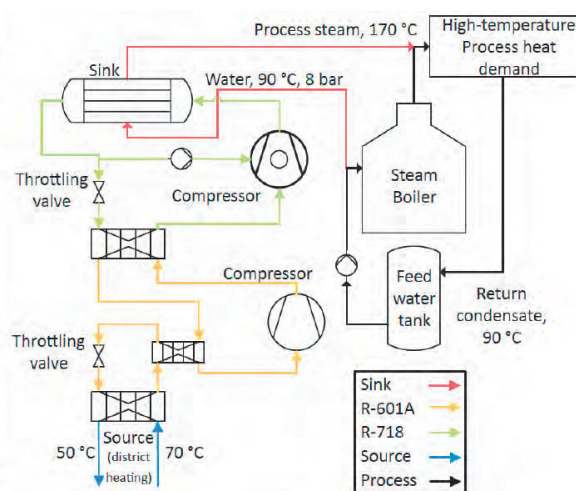 Process steam, 170 °C
High-temperature
Process heat
demand
Sink
Water, 90 °C, 8 bar
Steam
Boiler
Throttling
valve
Compressor
Compressor
Feed
water
tank
Return
condensate,
90 °C
Throttling
valve
50 °C
Source
(district
heating)
70 °C
Sink
R-601A
R-718
Source
Process